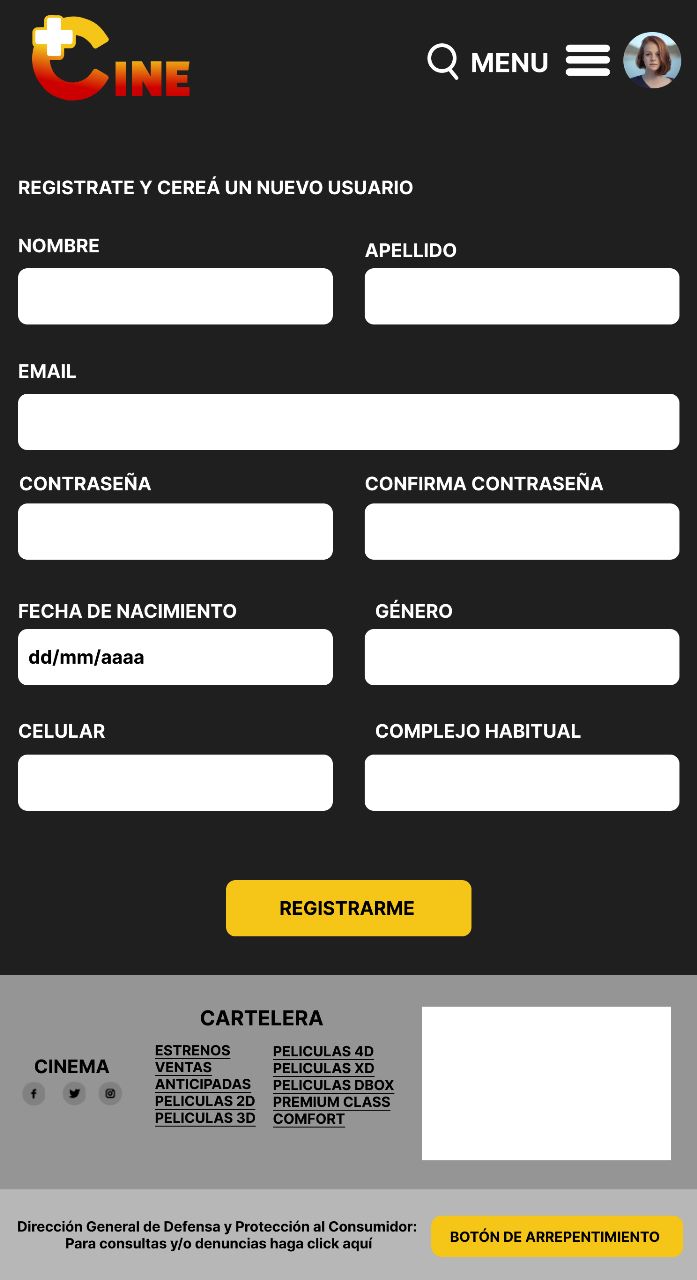 CINE
MENU
REGISTRATE Y CEREÁ UN NUEVO USUARIO
NOMBRE
APELLIDO
EMAIL
CONTRASEÑA
CONFIRMA CONTRASEÑA
FECHA DE NACIMIENTO
GÉNERO
dd/mm/aaaa
CELULAR
COMPLEJO HABITUAL
REGISTRARME
CINEMA
CARTELERA
ESTRENOS
VENTAS
ANTICIPADAS
PELICULAS 2D
PELICULAS 3D
PELICULAS 4D
PELICULAS XD
PELICULAS DBOX
PREMIUM CLASS
COMFORT
Dirección General de Defensa y Protección al Consumidor:
Para consultas y/o denuncias haga click aquí
BOTÓN DE ARREPENTIMIENTO